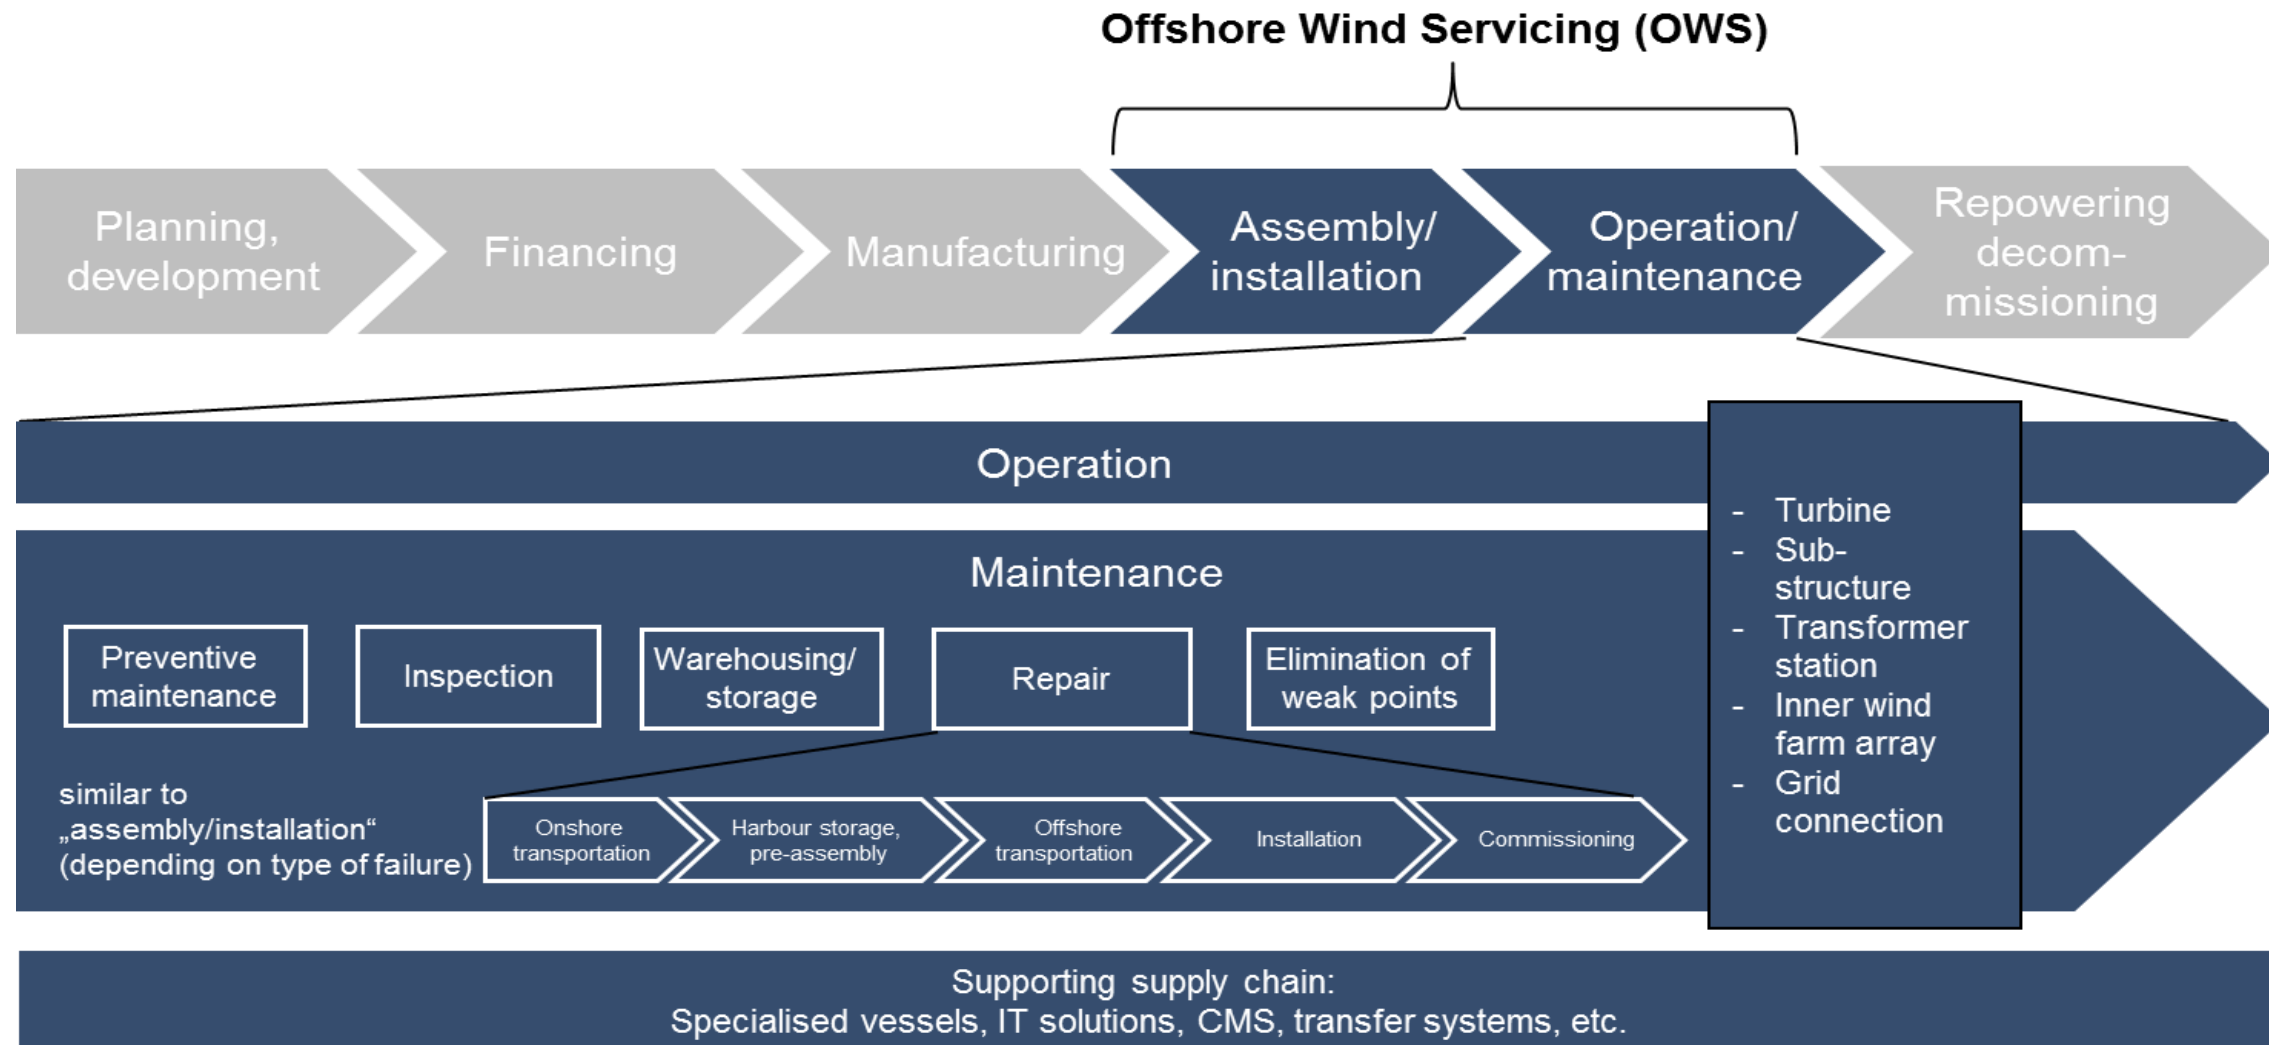 Offshore Wind Servicing (OWS)
Planning,
development
Financing
Manufacturing
Assembly/
installation
Operation/
maintenance
Repowering
decom-
missioning
Operation
Maintenance
Preventive
maintenance
Inspection
Warehousing/
storage
Repair
Elimination of
weak points
similar to
„assembly/installation“
(depending on type of failure)
Onshore
transportation
Harbour storage,
pre-assembly
Offshore
transportation
Installation
Commissioning
- Turbine
- Sub-
structure
- Transformer
station
- Inner wind
farm array
- Grid
connection
Supporting supply chain:
Specialised vessels, IT solutions, CMS, transfer systems, etc.